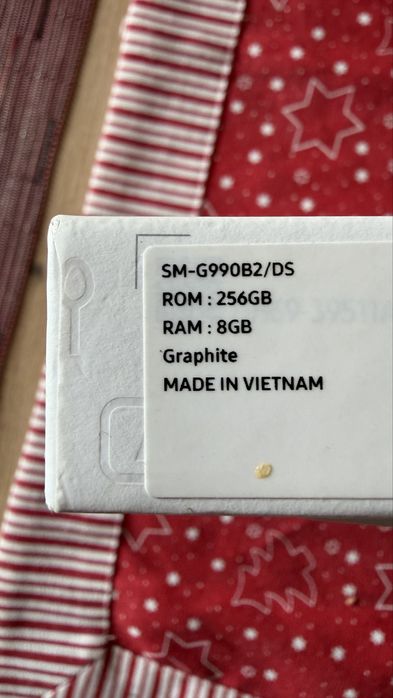 SM-G990B2/DS
ROM : 256GB
RAM : 8GB
Graphite
MADE IN VIETNAM